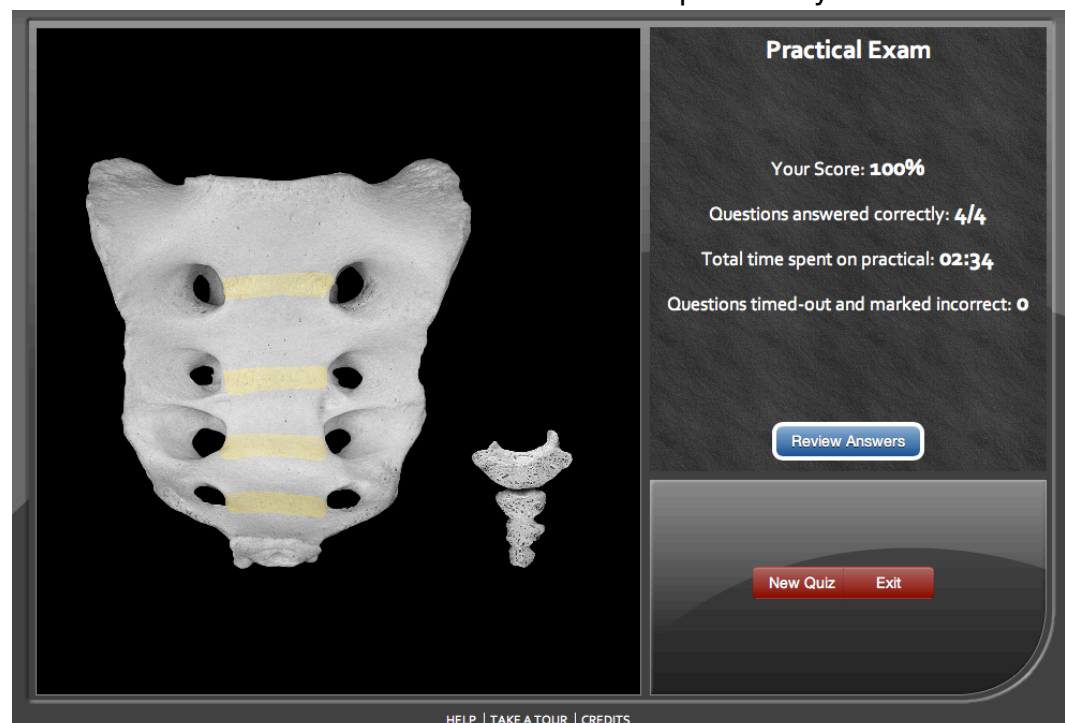 Practical Exam
Your Score: 100%
Questions answered correctly: 4/4
Total time spent on practical: 02:34
Questions timed-out and marked incorrect: 0
Review Answers
New Quiz Exit
HELP | TAKE A TOUR | CREDITS